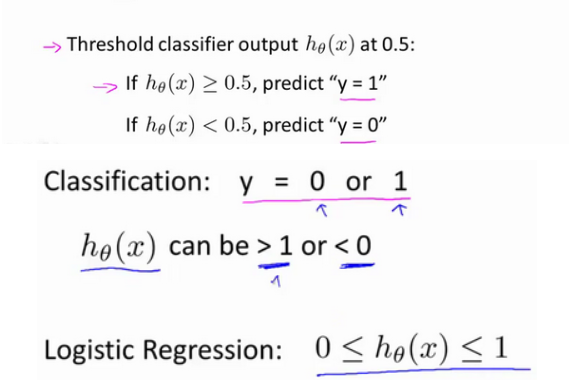 → Threshold classifier output hθ(x) at 0.5:
→ If hθ(x) ≥ 0.5, predict “y = 1”
If hθ(x) < 0.5, predict “y = 0”
Classification: y = 0 or 1
hθ(x) can be > 1 or < 0
Logistic Regression: 0 ≤ hθ(x) ≤ 1